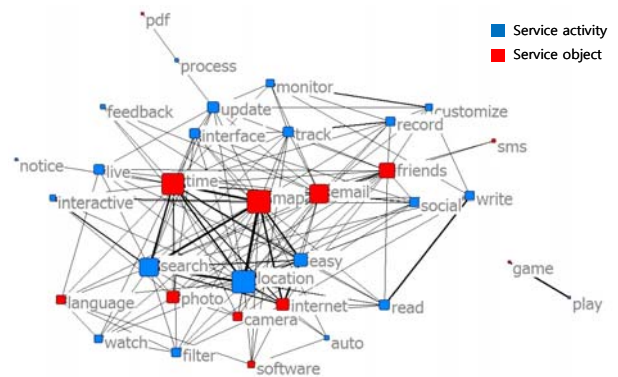 pdf
Service activity
Service object
process
monitor
feedback
update
customize
record
interface
track
sms
notice
live
time
friends
email
map
interactive
social
write
search
easy
location
game
language
photo
internet
read
play
camera
watch
filter
auto
software